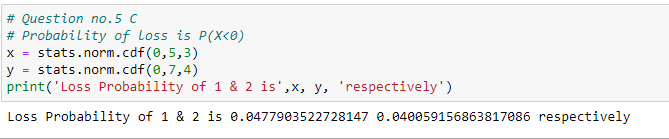 # Question no.5 C
# Probability of loss is P(X<0)
x = stats.norm.cdf(0,5,3)
y = stats.norm.cdf(0,7,4)
print('Loss Probability of 1 & 2 is',x, y, 'respectively')
Loss Probability of 1 & 2 is 0.0477903522728147 0.040059156863817086 respectively